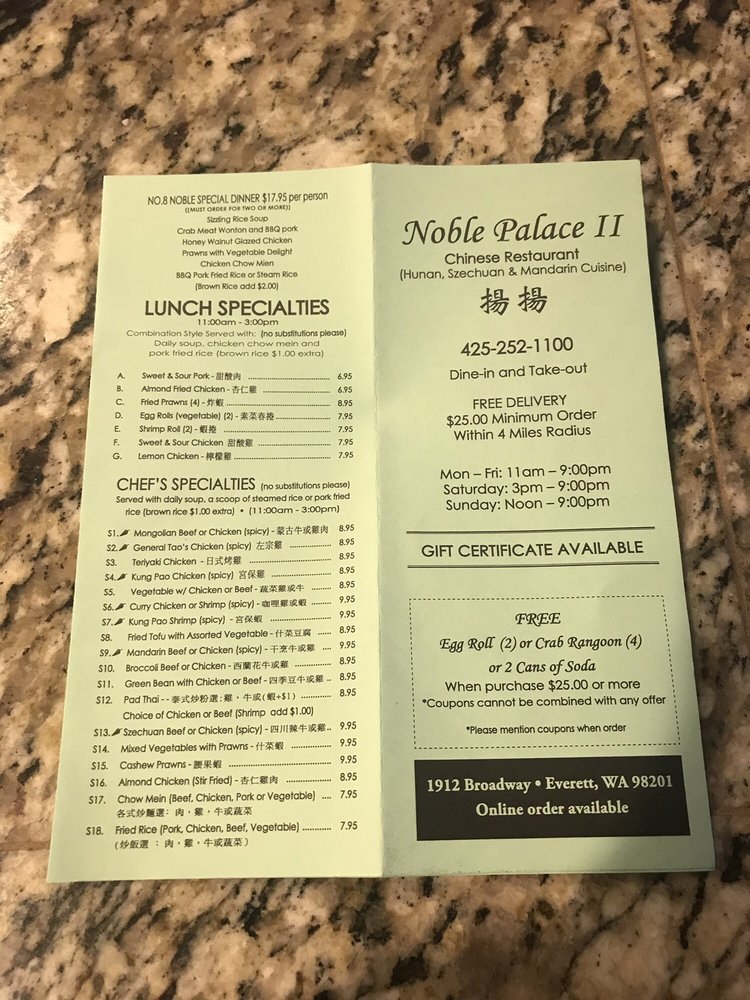 NO.8 NOBLE SPECIAL DINNER $17.95 per person
((MUST ORDER FOR TWO OR MORE))
Sizzling Rice Soup
Crab Meat Wonton and BBQ pork
Honey Walnut Glazed Chicken
Prawns with Vegetable Delight
Chicken Chow Mien
BBQ Pork Fried Rice or Steam Rice
(Brown Rice add $2.00)
LUNCH SPECIALTIES
11:00am - 3:00pm
Combination Style Served with: (no substitutions please)
Daily soup, chicken chow mein and
pork fried rice (brown rice $1.00 extra)
A. Sweet & Sour Pork - 甜酸肉 6.95
B. Almond Fried Chicken - 杏仁雞 6.95
C. Fried Prawns (4) - 炸蝦 8.95
D. Egg Rolls (vegetable) (2) - 素菜春捲 7.95
E. Shrimp Roll (2) - 蝦捲 7.95
F. Sweet & Sour Chicken 甜酸雞 7.95
G. Lemon Chicken - 檸檬雞 7.95
CHEF'S SPECIALTIES (no substitutions please)
Served with daily soup, a scoop of steamed rice or pork fried
rice (brown rice $1.00 extra) • (11:00am - 3:00pm)
S1. Mongolian Beef or Chicken (spicy) - 蒙古牛或雞肉 8.95
S2. General Tao's Chicken (spicy) 左宗雞 8.95
S3. Teriyaki Chicken - 日式烤雞 8.95
S4. Kung Pao Chicken (spicy) 宮保雞 8.95
S5. Vegetable w/ Chicken or Beef - 蔬菜雞或牛 8.95
S6. Curry Chicken or Shrimp (spicy) - 咖哩雞或蝦 9.95
S7. Kung Pao Shrimp (spicy) - 宮保蝦 9.95
S8. Fried Tofu with Assorted Vegetable - 什菜豆腐 8.95
S9. Mandarin Beef or Chicken (spicy) - 干烹牛或雞 9.95
S10. Broccoli Beef or Chicken - 西蘭花牛或雞 8.95
S11. Green Bean with Chicken or Beef - 四季豆牛或雞 8.95
S12. Pad Thai - - 泰式炒粉選:雞，牛或(蝦+$1) 8.95
Choice of Chicken or Beef (Shrimp add $1.00)
S13. Szechuan Beef or Chicken (spicy) - 四川辣牛或雞 9.95
S14. Mixed Vegetables with Prawns - 什菜蝦 9.95
S15. Cashew Prawns - 腰果蝦 9.95
S16. Almond Chicken (Stir Fried) - 杏仁雞肉 8.95
S17. Chow Mein (Beef, Chicken, Pork or Vegetable) 7.95
各式炒麵選：肉，雞，牛或蔬菜
S18. Fried Rice (Pork, Chicken, Beef, Vegetable) 7.95
(炒飯選：肉，雞，牛或蔬菜)
Noble Palace II
Chinese Restaurant
(Hunan, Szechuan & Mandarin Cuisine)
揚揚
425-252-1100
Dine-in and Take-out
FREE DELIVERY
$25.00 Minimum Order
Within 4 Miles Radius
Mon – Fri: 11am – 9:00pm
Saturday: 3pm – 9:00pm
Sunday: Noon – 9:00pm
GIFT CERTIFICATE AVAILABLE
FREE
Egg Roll (2) or Crab Rangoon (4)
or 2 Cans of Soda
When purchase $25.00 or more
*Coupons cannot be combined with any offer
*Please mention coupons when order
1912 Broadway • Everett, WA 98201
Online order available